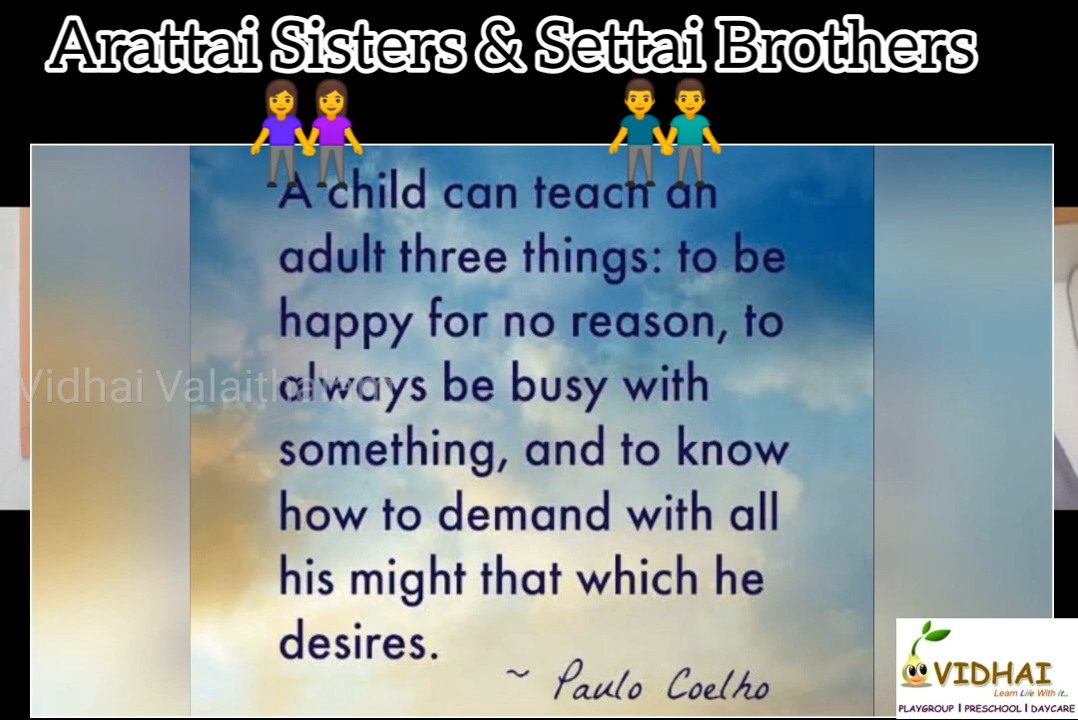 Arattai Sisters & Settai Brothers
A child can teach an
adult three things: to be
happy for no reason, to
Vidhai Valaithalam
always be busy with
something, and to know
how to demand with all
his might that which he
desires.
~ Paulo Coelho
VIDHAI
Learn Life With it..
PLAYGROUP | PRESCHOOL | DAYCARE